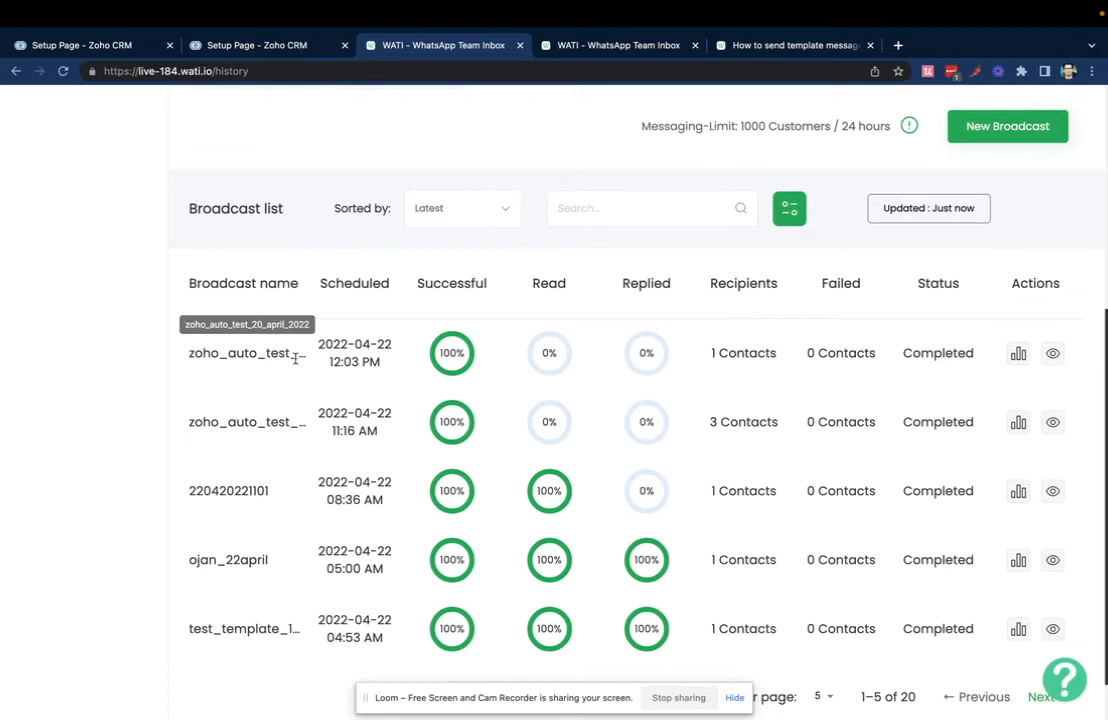 Setup Page - Zoho CRM
Setup Page - Zoho CRM
WATI - WhatsApp Team Inbox
WATI - WhatsApp Team Inbox
How to send template messag
https://live-184.wati.io/history
Messaging-Limit: 1000 Customers / 24 hours
New Broadcast
Broadcast list
Sorted by:
Latest
Search...
Updated : Just now
Broadcast name Scheduled Successful Read Replied Recipients Failed Status Actions
zoho_auto_test_20_april_2022
zoho_auto_test_... 2022-04-22 12:03 PM 100% 0% 0% 1 Contacts 0 Contacts Completed
zoho_auto_test_... 2022-04-22 11:16 AM 100% 0% 0% 3 Contacts 0 Contacts Completed
220420221101 2022-04-22 08:36 AM 100% 100% 0% 1 Contacts 0 Contacts Completed
ojan_22april 2022-04-22 05:00 AM 100% 100% 100% 1 Contacts 0 Contacts Completed
test_template_1... 2022-04-22 04:53 AM 100% 100% 100% 1 Contacts 0 Contacts Completed
Loom – Free Screen and Cam Recorder is sharing your screen.
Stop sharing
Hide
r page: 5 1–5 of 20 ← Previous Nex
?